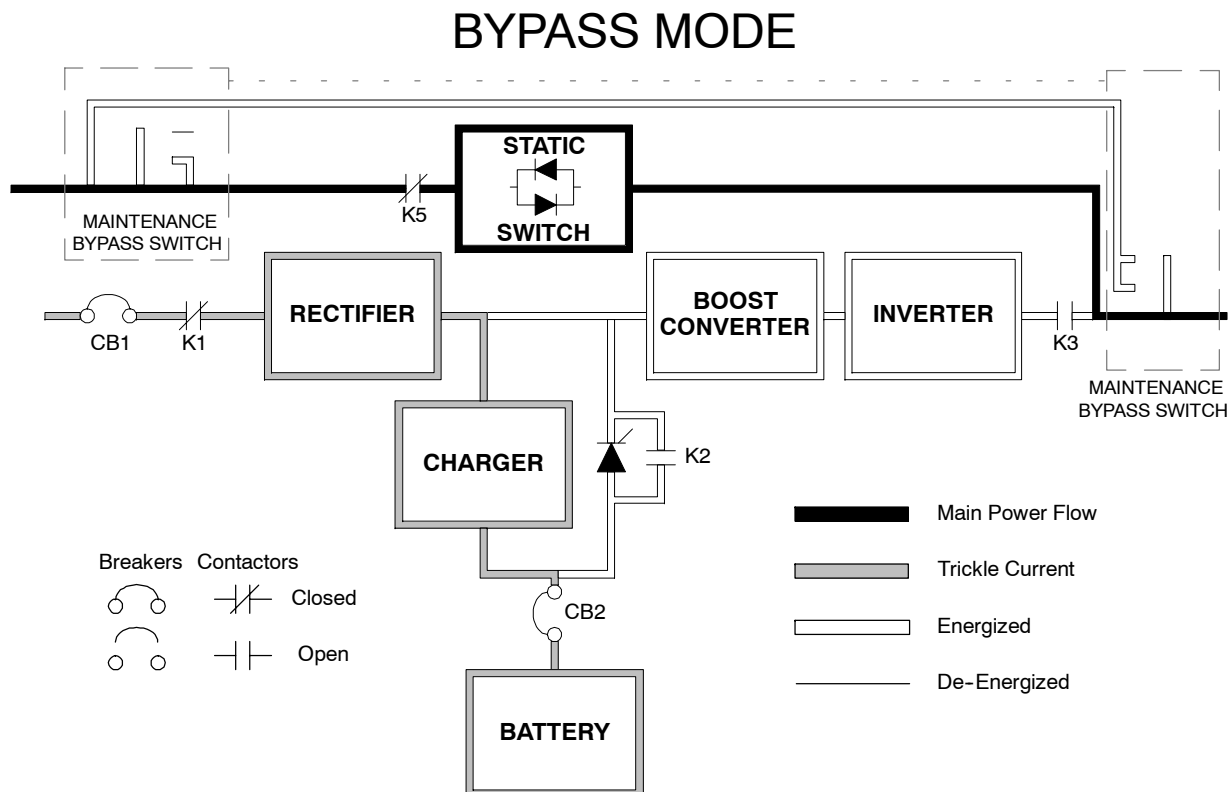 BYPASS MODE
STATIC
SWITCH
K5
MAINTENANCE
BYPASS SWITCH
RECTIFIER
BOOST
CONVERTER
INVERTER
CB1
K1
K3
MAINTENANCE
BYPASS SWITCH
CHARGER
K2
Main Power Flow
Breakers Contactors
Trickle Current
Closed
CB2
Energized
Open
De-Energized
BATTERY